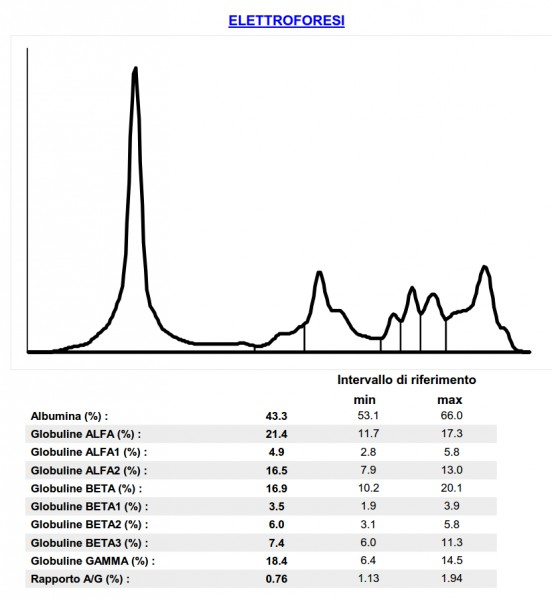 ELETTROFORESI
Intervallo di riferimento
min max
Albumina (%) : 43.3 53.1 66.0
Globuline ALFA (%) : 21.4 11.7 17.3
Globuline ALFA1 (%) : 4.9 2.8 5.8
Globuline ALFA2 (%) : 16.5 7.9 13.0
Globuline BETA (%) : 16.9 10.2 20.1
Globuline BETA1 (%) : 3.5 1.9 3.9
Globuline BETA2 (%) : 6.0 3.1 5.8
Globuline BETA3 (%) : 7.4 6.0 11.3
Globuline GAMMA (%) : 18.4 6.4 14.5
Rapporto A/G (%) : 0.76 1.13 1.94